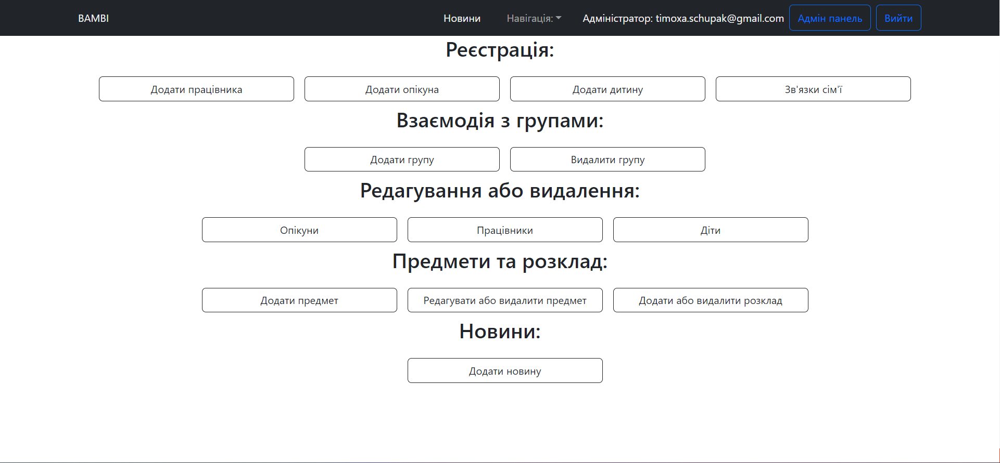 BAMBI Новини Навігація: Адміністратор: timoxa.schupak@gmail.com Адмін панель Вийти
Реєстрація:
Додати працівника Додати опікуна Додати дитину Зв'язки сім'ї
Взаємодія з групами:
Додати групу Видалити групу
Редагування або видалення:
Опікуни Працівники Діти
Предмети та розклад:
Додати предмет Редагувати або видалити предмет Додати або видалити розклад
Новини:
Додати новину